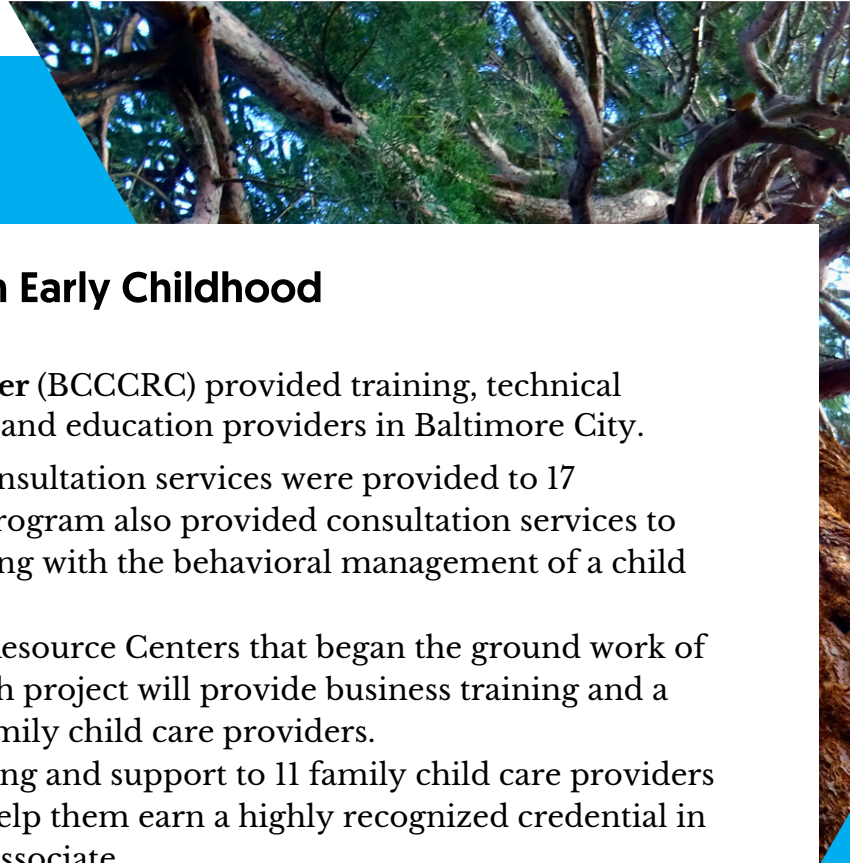 n Early Childhood
er (BCCCRC) provided training, technical
and education providers in Baltimore City.
nsultation services were provided to 17
rogram also provided consultation services to
ng with the behavioral management of a child
esource Centers that began the ground work of
h project will provide business training and a
mily child care providers.
ng and support to 11 family child care providers
elp them earn a highly recognized credential in
ssociate